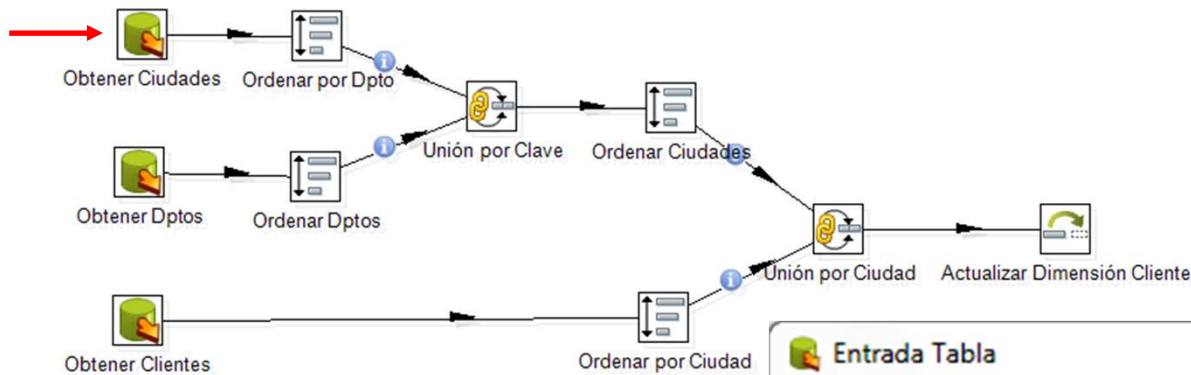 Obtener Ciudades
Ordenar por Dpto
Unión por Clave
Ordenar Ciudades
Obtener Dptos
Ordenar Dptos
Unión por Ciudad
Actualizar Dimensión Cliente
Obtener Clientes
Ordenar por Ciudad
Entrada Tabla